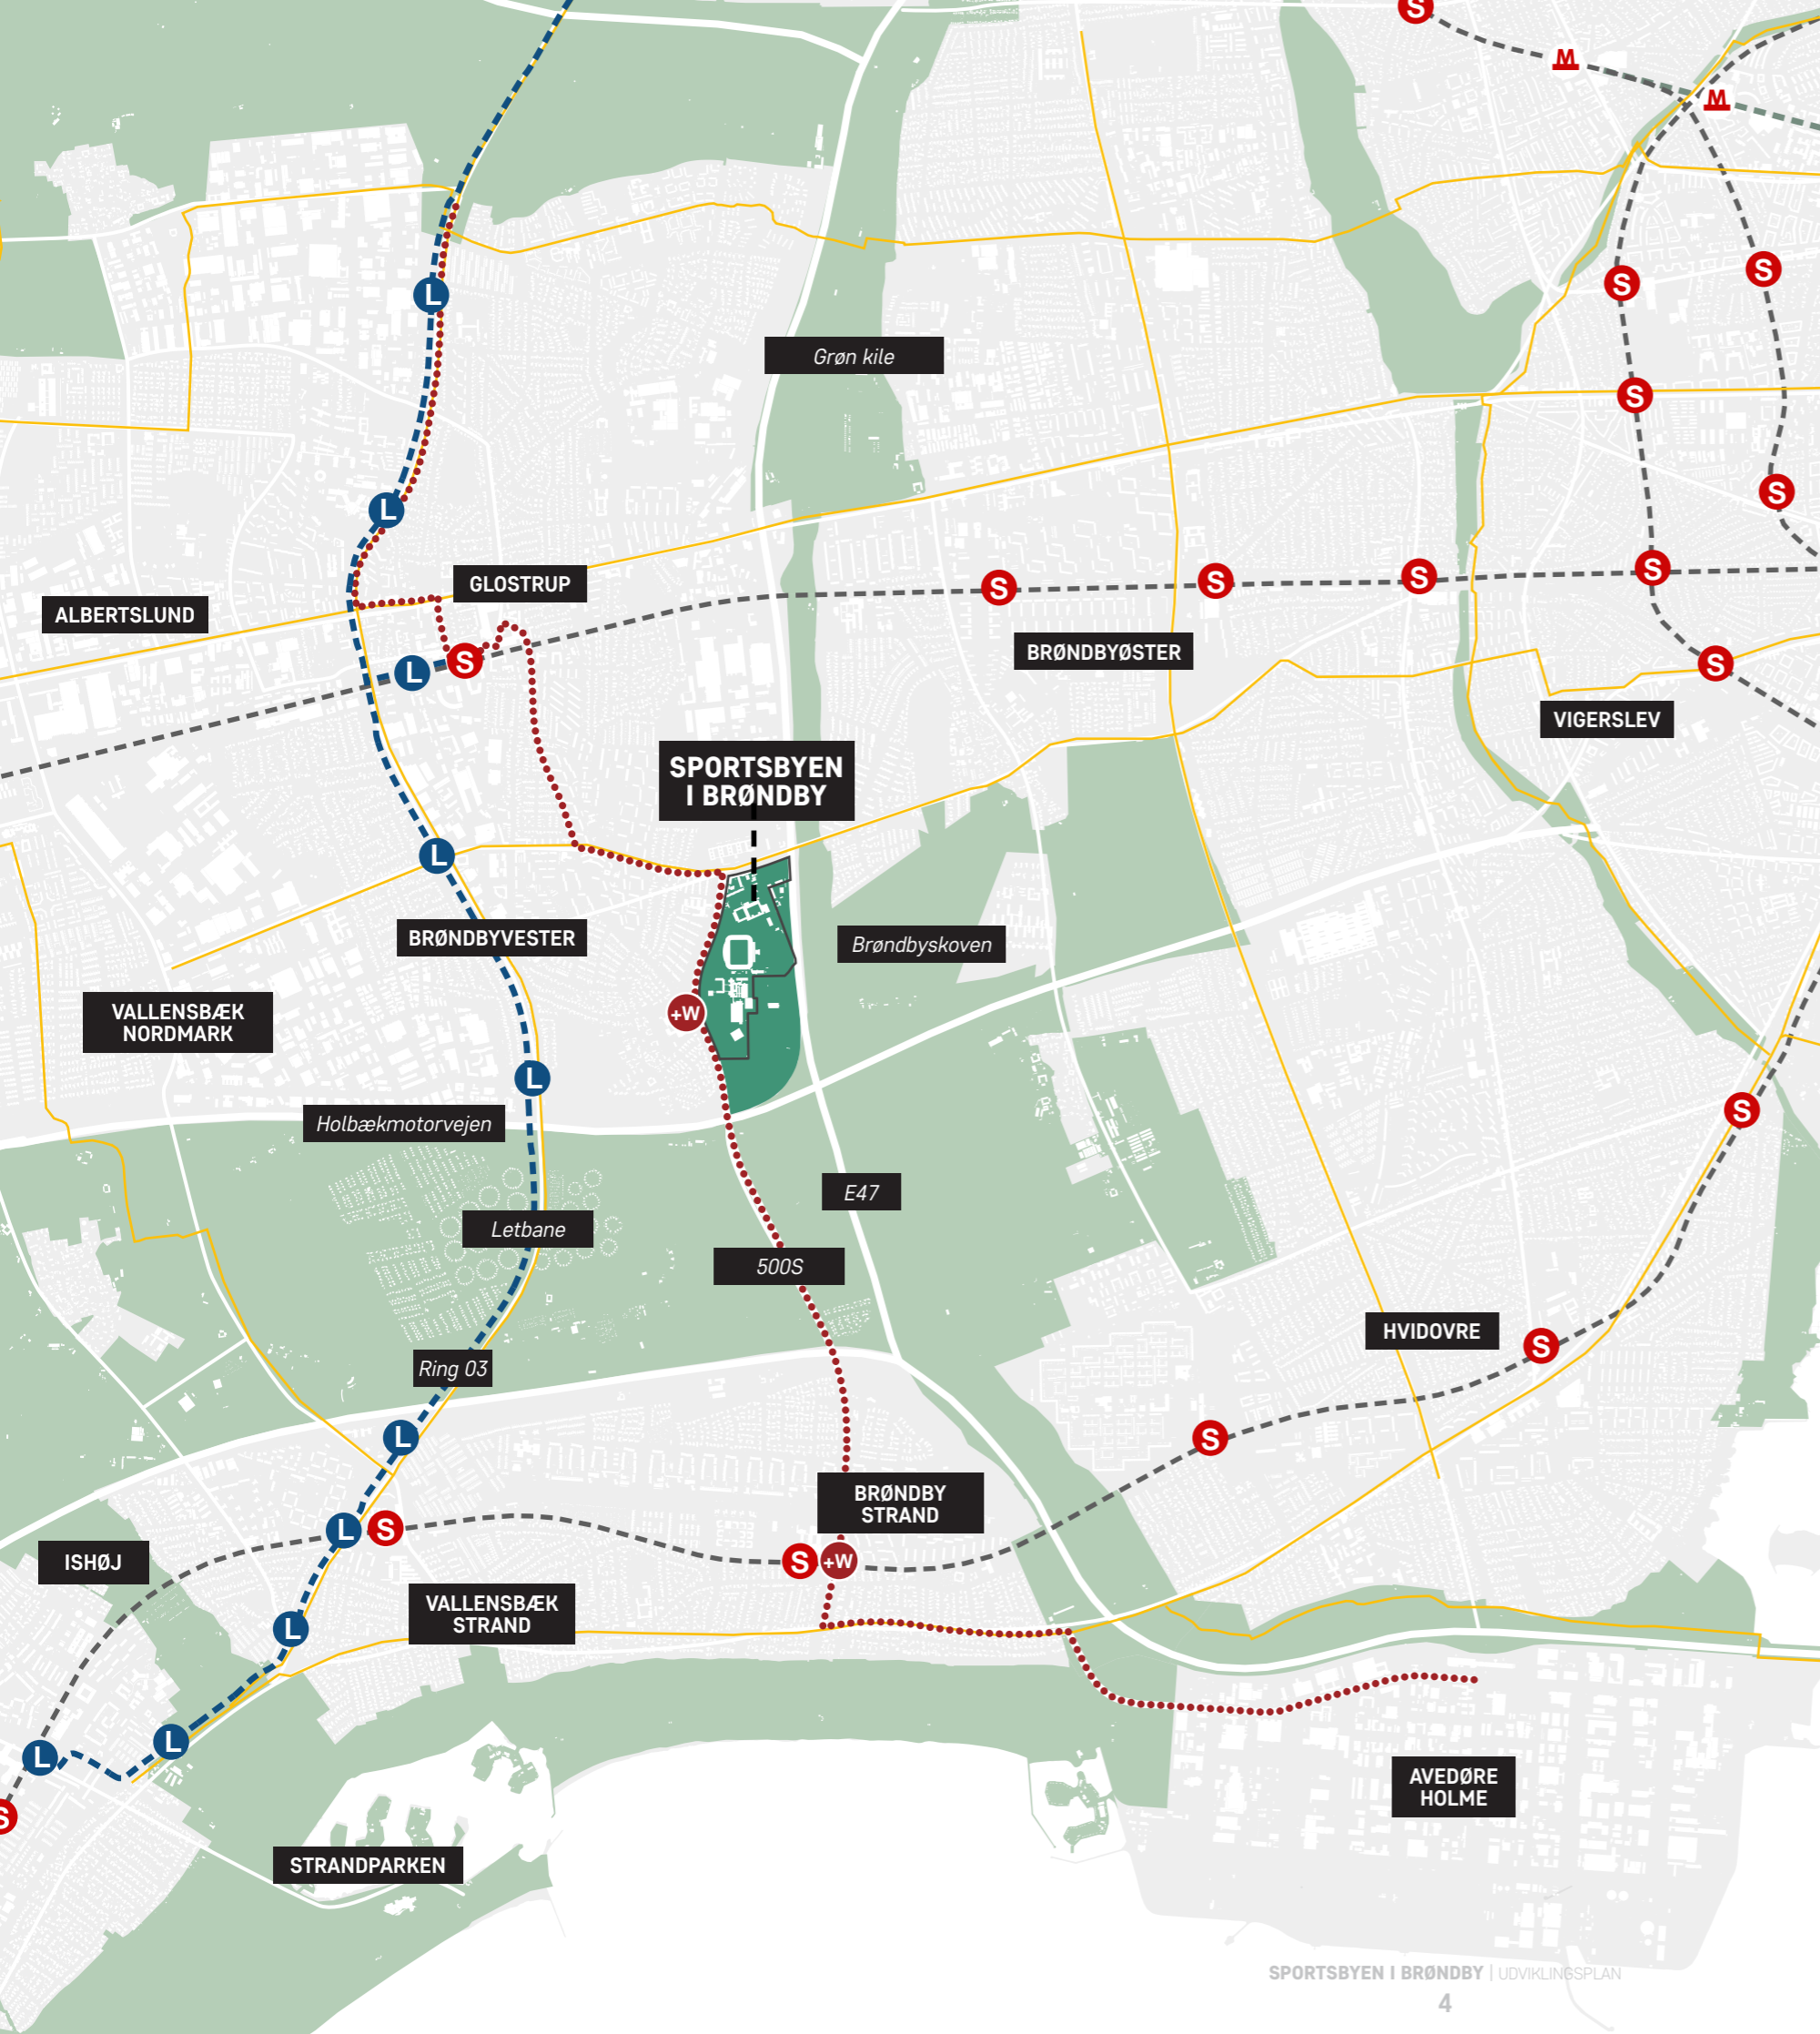 S
M
M
S
S
L
Grøn kile
S
S
L
GLOSTRUP
S
S
S
S
ALBERTSLUND
BRØNDBYØSTER
L
S
S
VIGERSLEV
SPORTSBYEN
I BRØNDBY
L
BRØNDBYVESTER
Brøndbyskoven
VALLENSBÆK
NORDMARK
+W
L
S
Holbækmotorvejen
E47
Letbane
500S
HVIDOVRE
S
Ring 03
L
S
BRØNDBY
STRAND
L
S
ISHØJ
S
+W
VALLENSBÆK
STRAND
L
L
L
S
AVEDØRE
HOLME
STRANDPARKEN
SPORTSBYEN I BRØNDBY | UDVIKLINGSPLAN
4